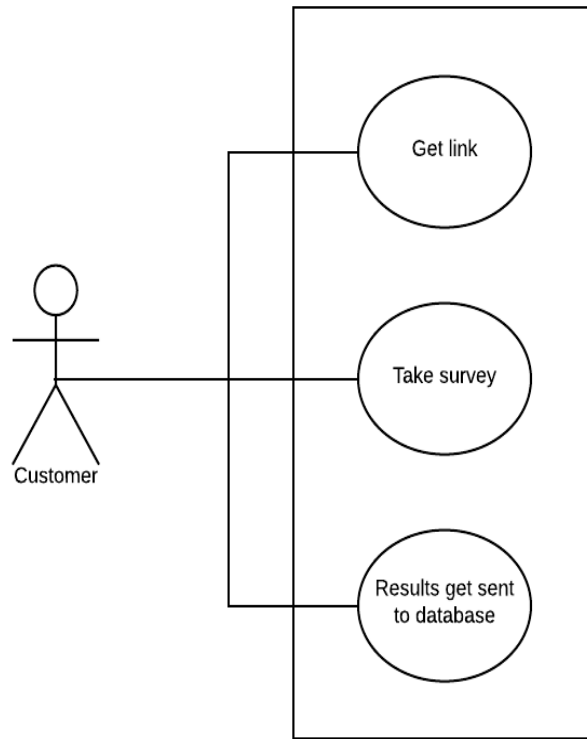 Get link
Take survey
Customer
Results get sent
to database